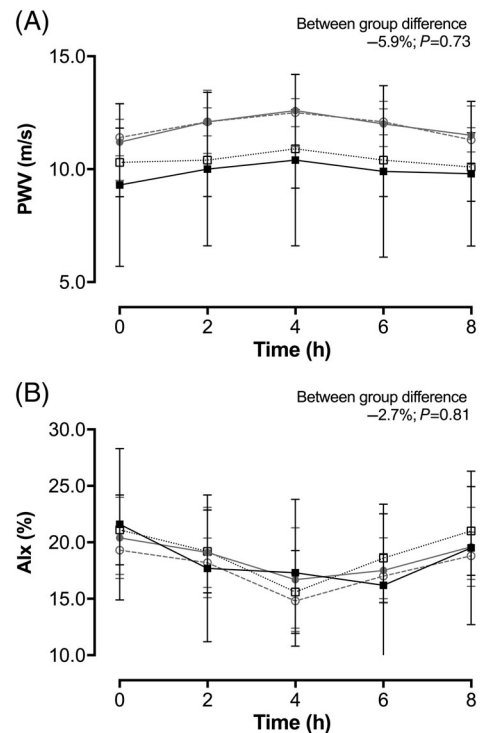 (A)
Between group difference
–5.9%; P=0.73
15.0
10.0
5.0
PWV (m/s)
0 2 4 6 8
Time (h)
(B)
Between group difference
–2.7%; P=0.81
30.0
25.0
20.0
15.0
10.0
AIx (%)
0 2 4 6 8
Time (h)